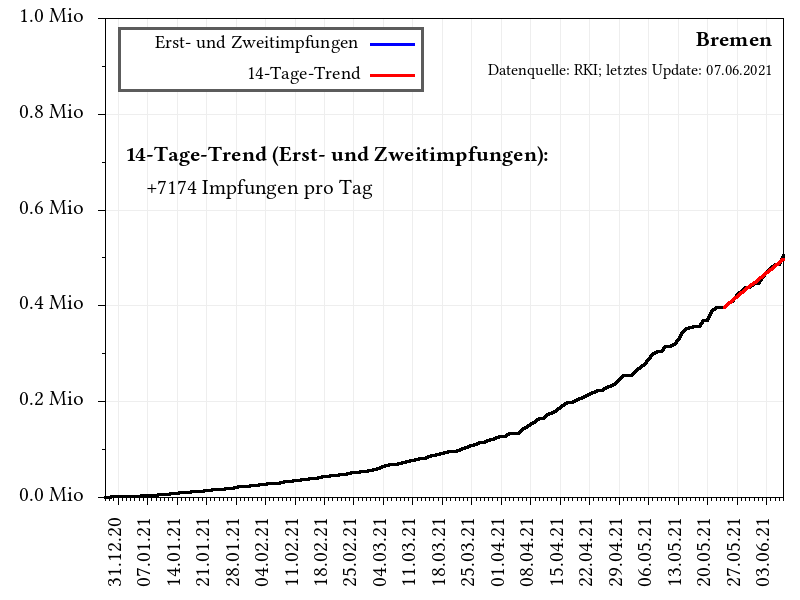 1.0 Mio
0.8 Mio
0.6 Mio
0.4 Mio
0.2 Mio
0.0 Mio
Erst- und Zweitimpfungen
14-Tage-Trend
Bremen
Datenquelle: RKI; letztes Update: 07.06.2021
14-Tage-Trend (Erst- und Zweitimpfungen):
+7174 Impfungen pro Tag
31.12.20
07.01.21
14.01.21
21.01.21
28.01.21
04.02.21
11.02.21
18.02.21
25.02.21
04.03.21
11.03.21
18.03.21
25.03.21
01.04.21
08.04.21
15.04.21
22.04.21
29.04.21
06.05.21
13.05.21
20.05.21
27.05.21
03.06.21